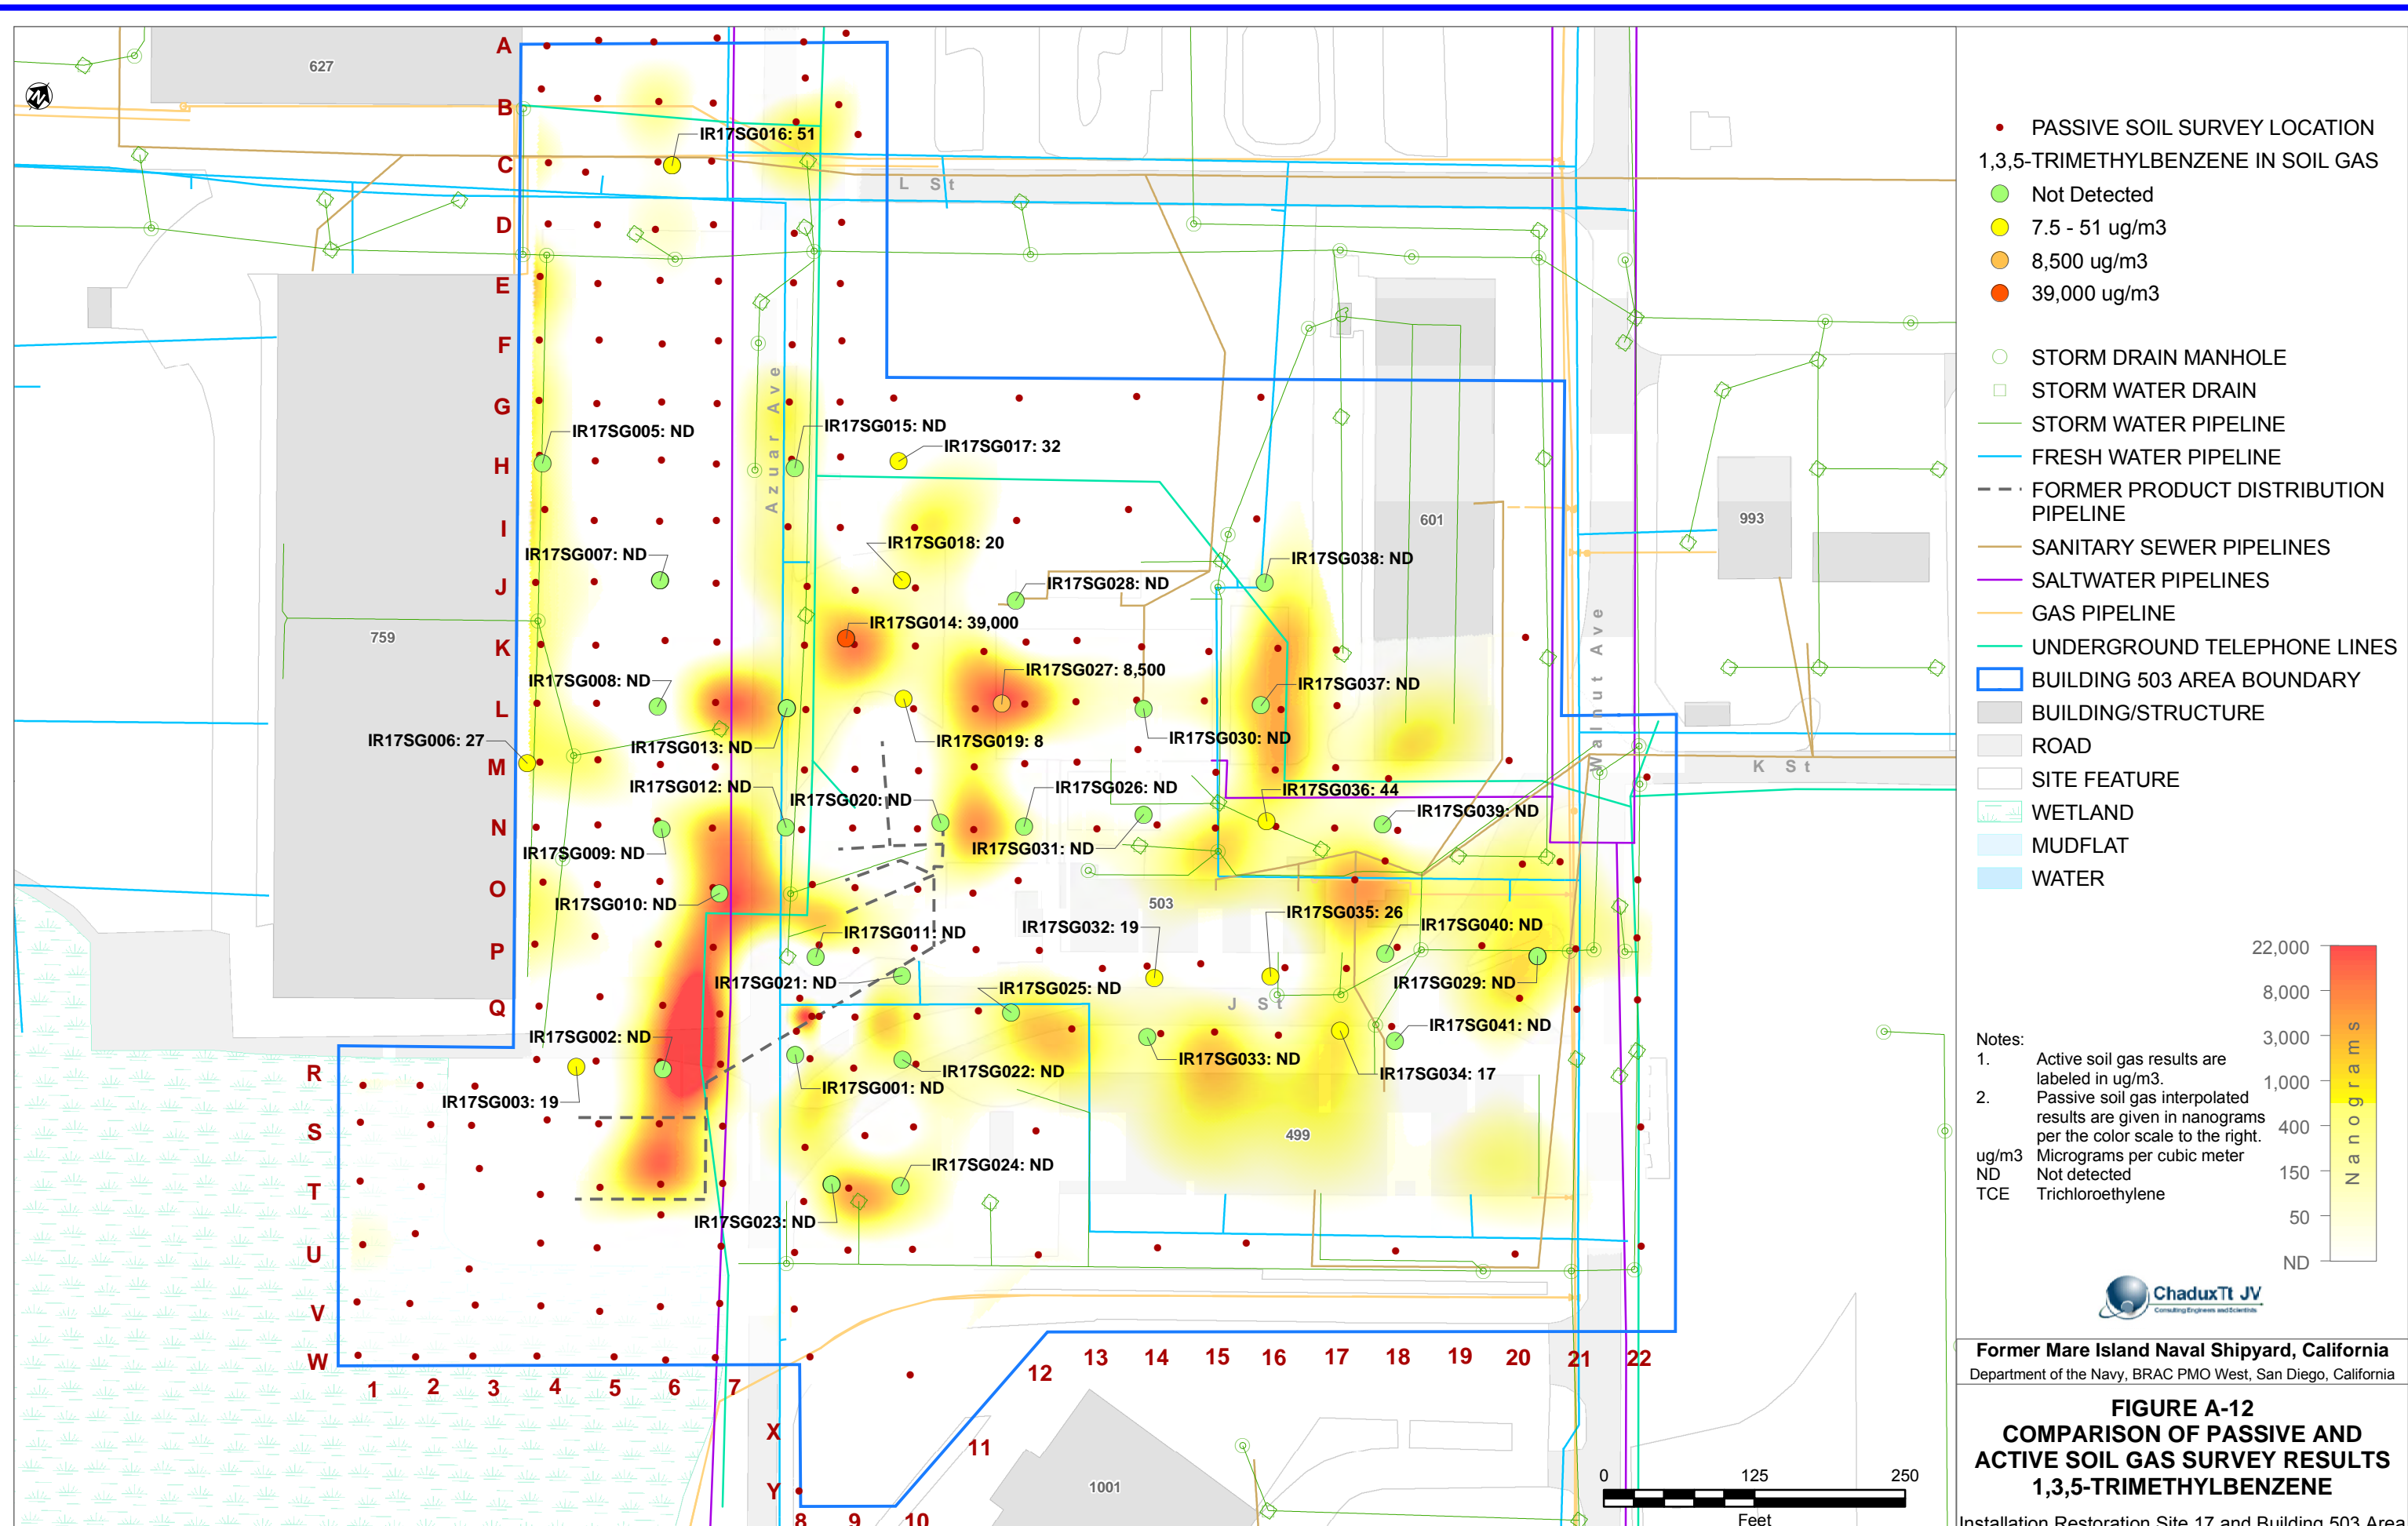 A
627
B
IR17SG016: 51
C
L St
D
E
F
Azuar Ave
G
IR17SG005: ND
IR17SG015: ND
IR17SG017: 32
H
I
601
993
IR17SG018: 20
IR17SG007: ND
IR17SG038: ND
J
IR17SG028: ND
IR17SG014: 39,000
759
K
Walnut Ave
IR17SG027: 8,500
IR17SG008: ND
IR17SG037: ND
L
IR17SG006: 27
IR17SG013: ND
IR17SG019: 8
IR17SG030: ND
M
K St
IR17SG012: ND
IR17SG020: ND
IR17SG026: ND
IR17SG036: 44
IR17SG039: ND
N
IR17SG009: ND
IR17SG031: ND
O
IR17SG010: ND
503
IR17SG035: 26
IR17SG011: ND
IR17SG032: 19
IR17SG040: ND
P
IR17SG021: ND
IR17SG025: ND
IR17SG029: ND
Q
J St
IR17SG002: ND
IR17SG041: ND
IR17SG033: ND
R
IR17SG022: ND
IR17SG001: ND
IR17SG034: 17
IR17SG003: 19
S
499
T
IR17SG024: ND
IR17SG023: ND
U
V
W
1
2
3
4
5
6
7
12
13
14
15
16
17
18
19
20
21
22
X
11
Y
1001
8
9
10
0 125 250
Feet
PASSIVE SOIL SURVEY LOCATION
1,3,5-TRIMETHYLBENZENE IN SOIL GAS
Not Detected
7.5 - 51 ug/m3
8,500 ug/m3
39,000 ug/m3
STORM DRAIN MANHOLE
STORM WATER DRAIN
STORM WATER PIPELINE
FRESH WATER PIPELINE
FORMER PRODUCT DISTRIBUTION
PIPELINE
SANITARY SEWER PIPELINES
SALTWATER PIPELINES
GAS PIPELINE
UNDERGROUND TELEPHONE LINES
BUILDING 503 AREA BOUNDARY
BUILDING/STRUCTURE
ROAD
SITE FEATURE
WETLAND
MUDFLAT
WATER
22,000
8,000
3,000
1,000
400
150
50
ND
Nanograms
Notes:
1. Active soil gas results are
labeled in ug/m3.
2. Passive soil gas interpolated
results are given in nanograms
per the color scale to the right.
ug/m3 Micrograms per cubic meter
ND Not detected
TCE Trichloroethylene
ChaduxTt JV
Consulting Engineers and Scientists
Former Mare Island Naval Shipyard, California
Department of the Navy, BRAC PMO West, San Diego, California
FIGURE A-12
COMPARISON OF PASSIVE AND
ACTIVE SOIL GAS SURVEY RESULTS
1,3,5-TRIMETHYLBENZENE
Installation Restoration Site 17 and Building 503 Area